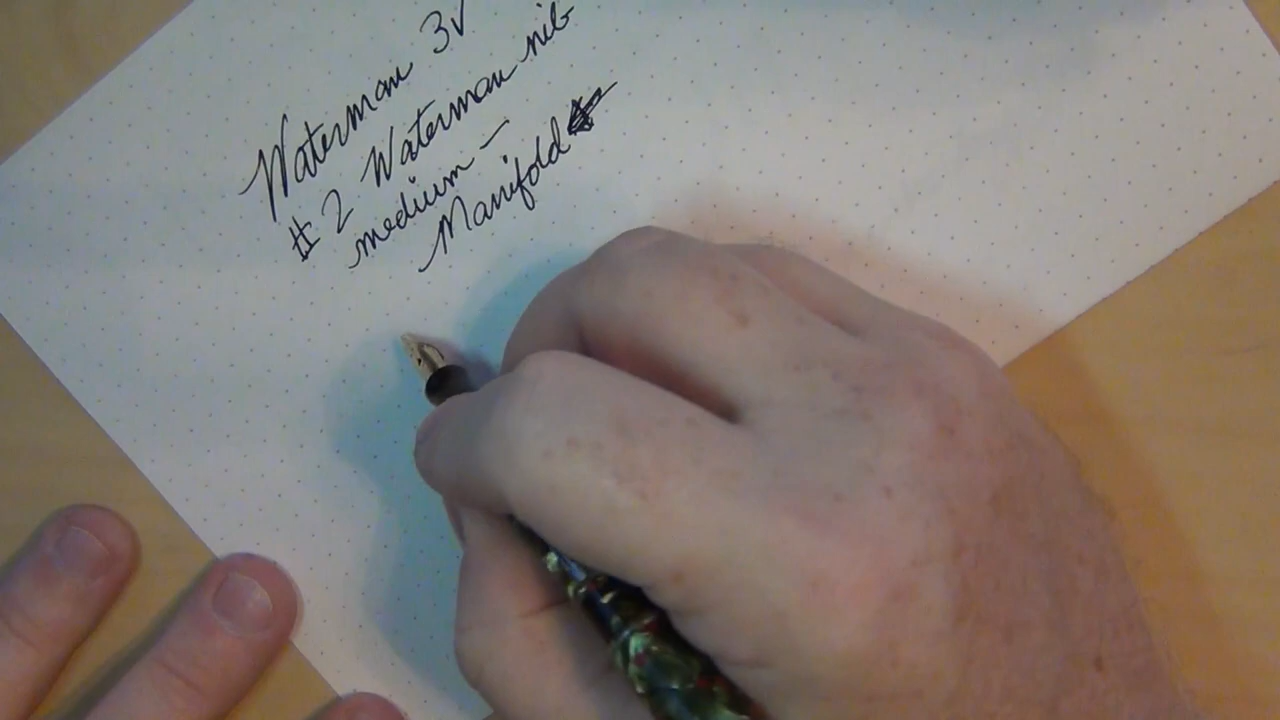 Waterman 3V
# 2 Waterman nib
medium –
Manifold